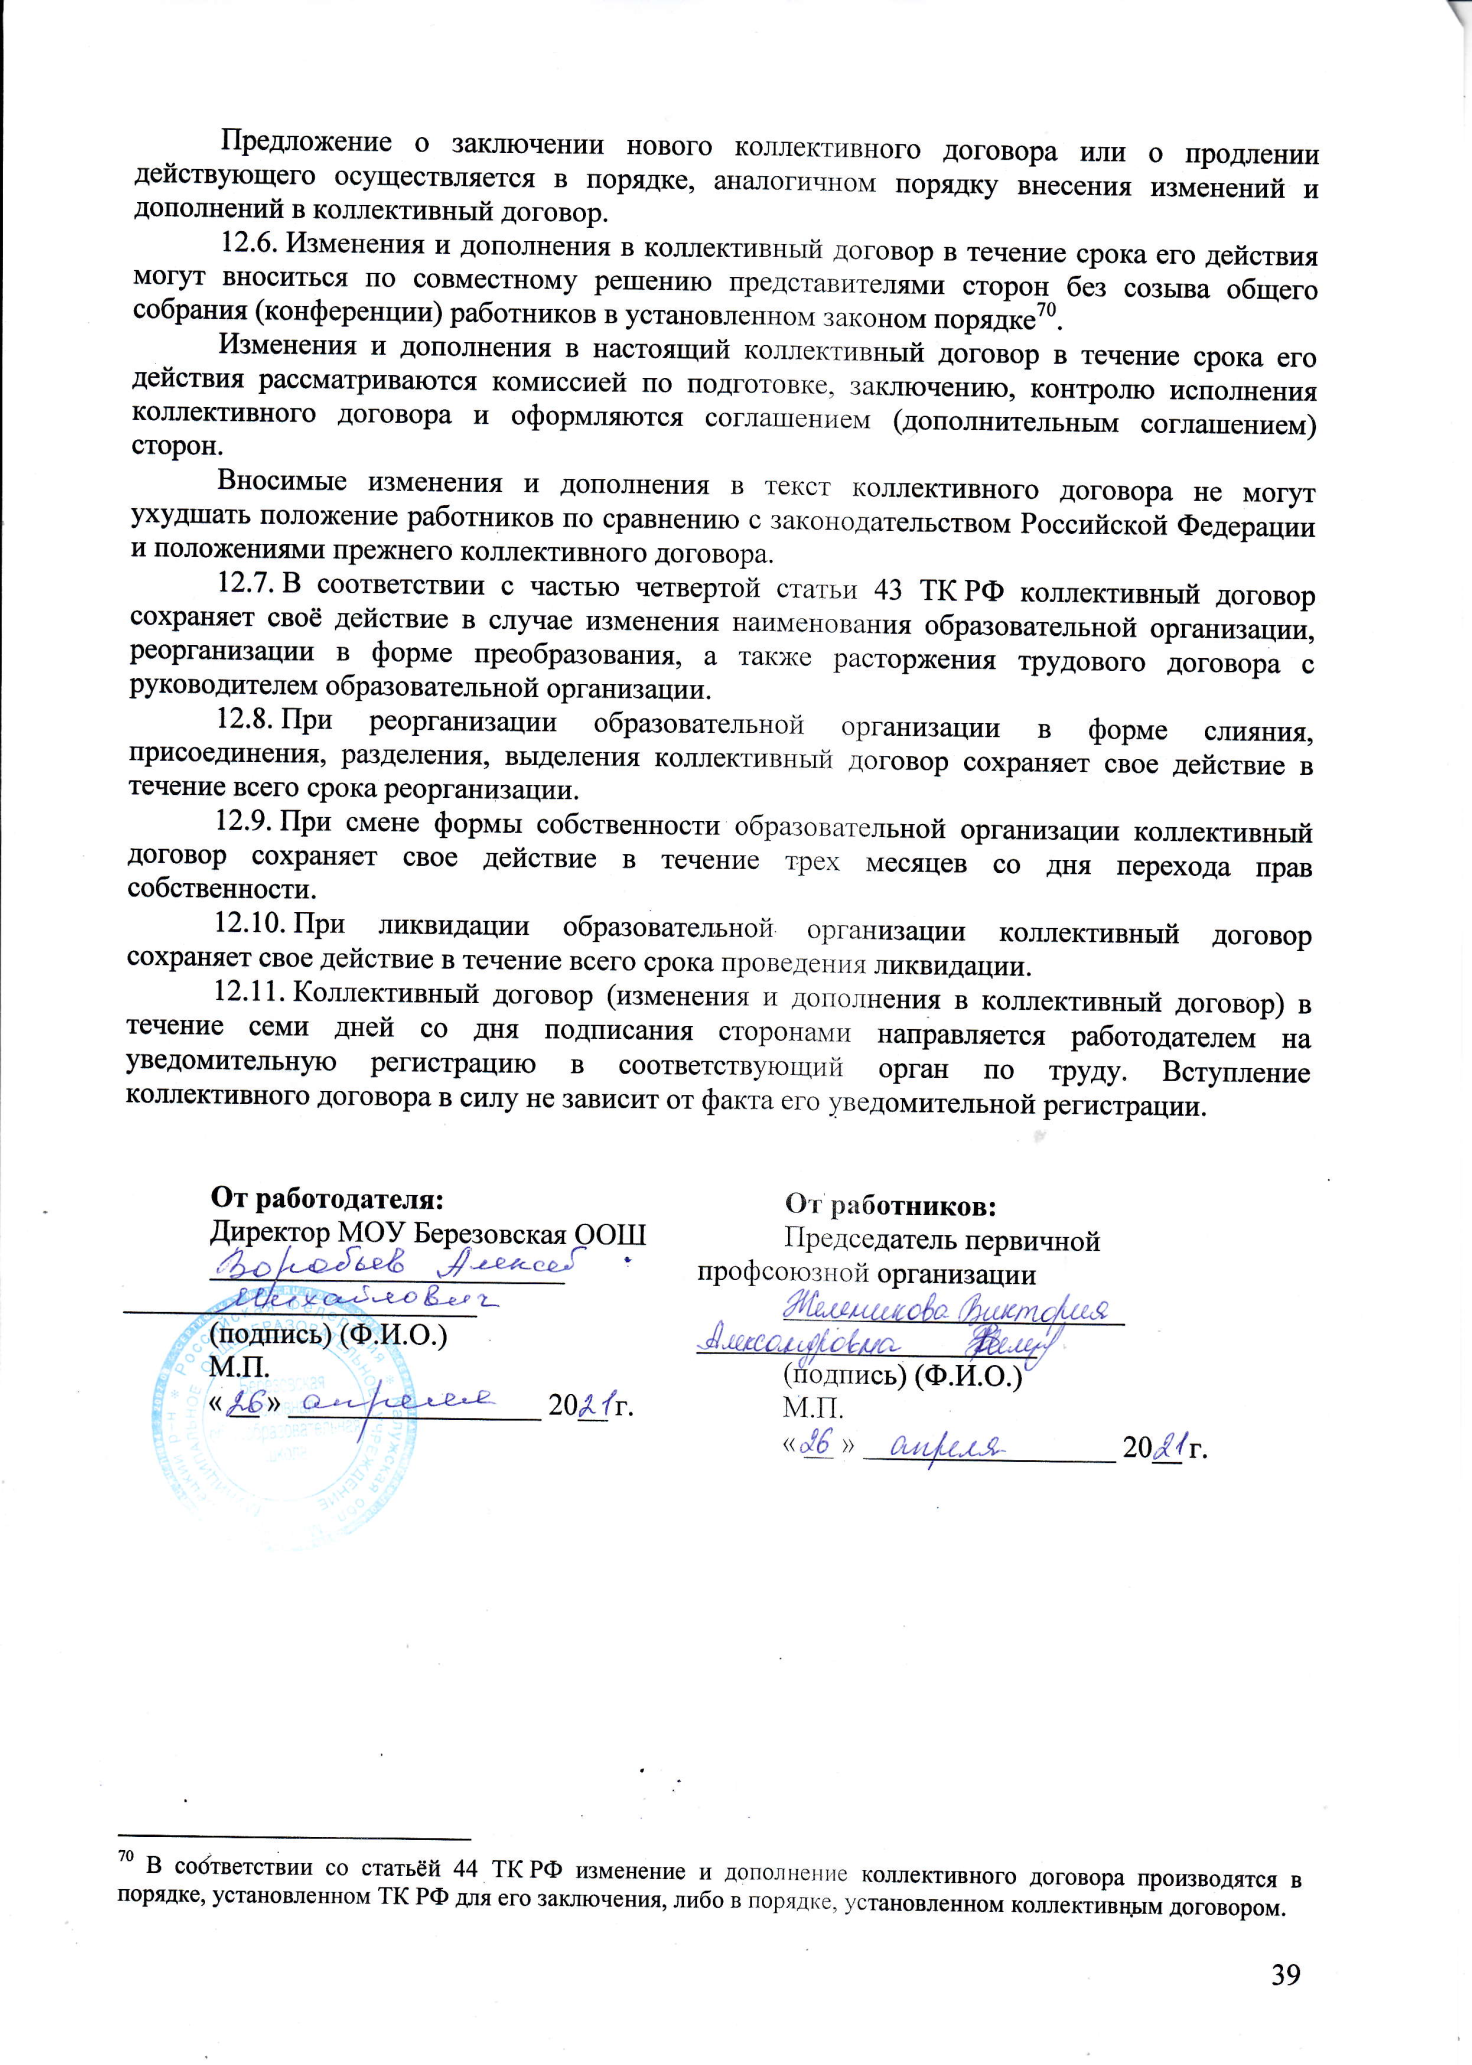 Предложение о заключении нового коллективного договора или о продлении
действующего осуществляется в порядке, аналогичном порядку внесения изменений и
дополнений в коллективный договор.
12.6. Изменения и дополнения в коллективный договор в течение срока его действия
могут вноситься по совместному решению представителями сторон без созыва общего
собрания (конференции) работников в установленном законом порядке70.
Изменения и дополнения в настоящий коллективный договор в течение срока его
действия рассматриваются комиссией по подготовке, заключению, контролю исполнения
коллективного договора и оформляются соглашением (дополнительным соглашением)
сторон.
Вносимые изменения и дополнения в текст коллективного договора не могут
ухудшать положение работников по сравнению с законодательством Российской Федерации
и положениями прежнего коллективного договора.
12.7. В соответствии с частью четвертой статьи 43 ТК РФ коллективный договор
сохраняет своё действие в случае изменения наименования образовательной организации,
реорганизации в форме преобразования, а также расторжения трудового договора с
руководителем образовательной организации.
12.8. При реорганизации образовательной организации в форме слияния,
присоединения, разделения, выделения коллективный договор сохраняет свое действие в
течение всего срока реорганизации.
12.9. При смене формы собственности образовательной организации коллективный
договор сохраняет свое действие в течение трех месяцев со дня перехода прав
собственности.
12.10. При ликвидации образовательной организации коллективный договор
сохраняет свое действие в течение всего срока проведения ликвидации.
12.11. Коллективный договор (изменения и дополнения в коллективный договор) в
течение семи дней со дня подписания сторонами направляется работодателем на
уведомительную регистрацию в соответствующий орган по труду. Вступление
коллективного договора в силу не зависит от факта его уведомительной регистрации.
От работодателя:
Директор МОУ Березовская ООШ
Воробьев Алексей
Михайлович
(подпись) (Ф.И.О.)
М.П.
«26» апреля 2021 г.
От работников:
Председатель первичной
профсоюзной организации
Виктория
Александровна
(подпись) (Ф.И.О.)
М.П.
«26» апреля 2021 г.
70 В соответствии со статьёй 44 ТК РФ изменение и дополнение коллективного договора производятся в
порядке, установленном ТК РФ для его заключения, либо в порядке, установленном коллективным договором.
39